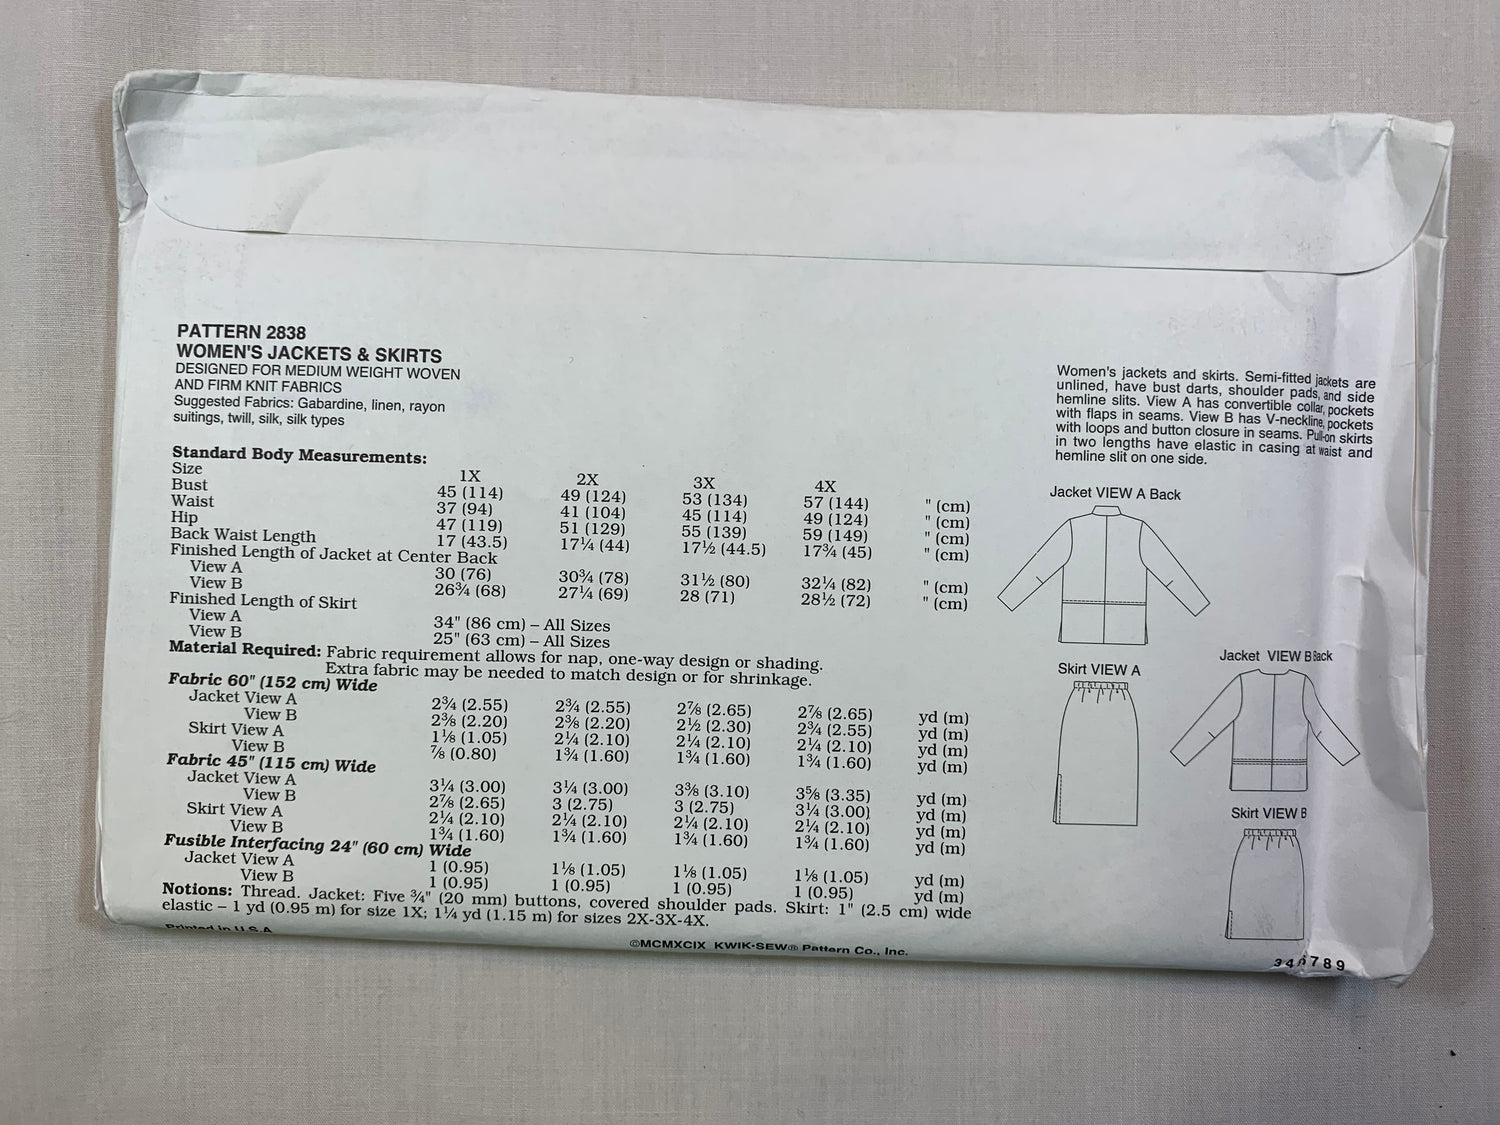 PATTERN 2838
WOMEN'S JACKETS & SKIRTS
DESIGNED FOR MEDIUM WEIGHT WOVEN
AND FIRM KNIT FABRICS
Suggested Fabrics: Gabardine, linen, rayon
suitings, twill, silk, silk types
Standard Body Measurements:
Size 1X 2X 3X 4X
Bust 45 (114) 49 (124) 53 (134) 57 (144) " (cm)
Waist 37 (94) 41 (104) 45 (114) 49 (124) " (cm)
Hip 47 (119) 51 (129) 55 (139) 59 (149) " (cm)
Back Waist Length 17 (43.5) 17¼ (44) 17½ (44.5) 17¾ (45) " (cm)
Finished Length of Jacket at Center Back
View A 30 (76) 30¾ (78) 31½ (80) 32¼ (82) " (cm)
View B 26¾ (68) 27¼ (69) 28 (71) 28½ (72) " (cm)
Finished Length of Skirt
View A 34" (86 cm) – All Sizes
View B 25" (63 cm) – All Sizes
Material Required: Fabric requirement allows for nap, one-way design or shading.
Extra fabric may be needed to match design or for shrinkage.
Fabric 60" (152 cm) Wide
Jacket View A 2¾ (2.55) 2¾ (2.55) 2⅞ (2.65) 2⅞ (2.65) yd (m)
View B 2⅜ (2.20) 2⅜ (2.20) 2½ (2.30) 2¾ (2.55) yd (m)
Skirt View A 1⅛ (1.05) 2¼ (2.10) 2¼ (2.10) 2¼ (2.10) yd (m)
View B ⅞ (0.80) 1¾ (1.60) 1¾ (1.60) 1¾ (1.60) yd (m)
Fabric 45" (115 cm) Wide
Jacket View A 3¼ (3.00) 3¼ (3.00) 3⅜ (3.10) 3⅝ (3.35) yd (m)
View B 2⅞ (2.65) 3 (2.75) 3 (2.75) 3¼ (3.00) yd (m)
Skirt View A 2¼ (2.10) 2¼ (2.10) 2¼ (2.10) 2¼ (2.10) yd (m)
View B 1¾ (1.60) 1¾ (1.60) 1¾ (1.60) 1¾ (1.60) yd (m)
Fusible Interfacing 24" (60 cm) Wide
Jacket View A 1 (0.95) 1⅛ (1.05) 1⅛ (1.05) 1⅛ (1.05) yd (m)
View B 1 (0.95) 1 (0.95) 1 (0.95) 1 (0.95) yd (m)
Notions: Thread. Jacket: Five ¾" (20 mm) buttons, covered shoulder pads. Skirt: 1" (2.5 cm) wide
elastic – 1 yd (0.95 m) for size 1X; 1¼ yd (1.15 m) for sizes 2X-3X-4X.
Printed in U.S.A.
©MCMXCIX KWIK•SEW® Pattern Co., Inc.
Women's jackets and skirts. Semi-fitted jackets are
unlined, have bust darts, shoulder pads, and side
hemline slits. View A has convertible collar, pockets
with flaps in seams. View B has V-neckline, pockets
with loops and button closure in seams. Pull-on skirts
in two lengths have elastic in casing at waist and
hemline slit on one side.
Jacket VIEW A Back
Skirt VIEW A
Jacket VIEW B Back
Skirt VIEW B
3 4 6 7 8 9